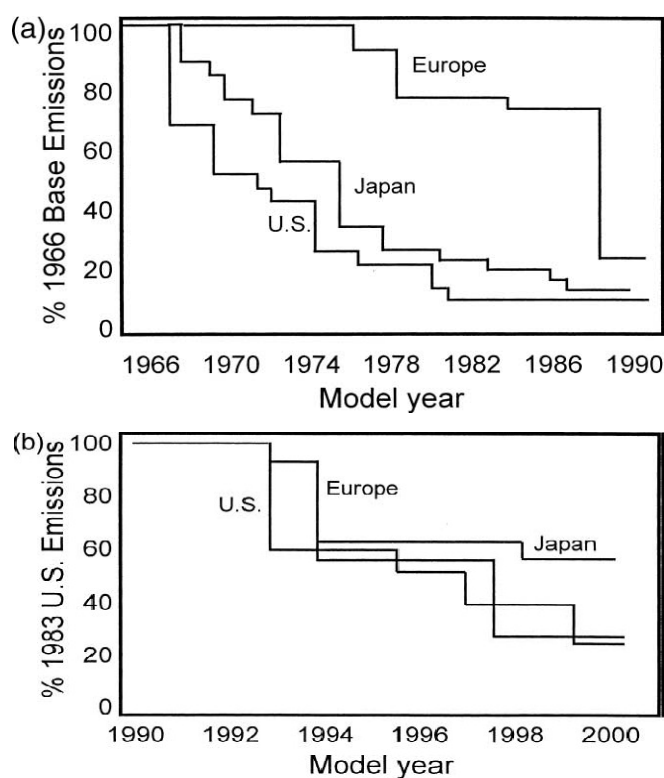 (a)
100
80
60
40
20
0
% 1966 Base Emissions
Europe
Japan
U.S.
1966 1970 1974 1978 1982 1986 1990
Model year
(b)
100
80
60
40
20
0
% 1983 U.S. Emissions
U.S.
Europe
Japan
1990 1992 1994 1996 1998 2000
Model year